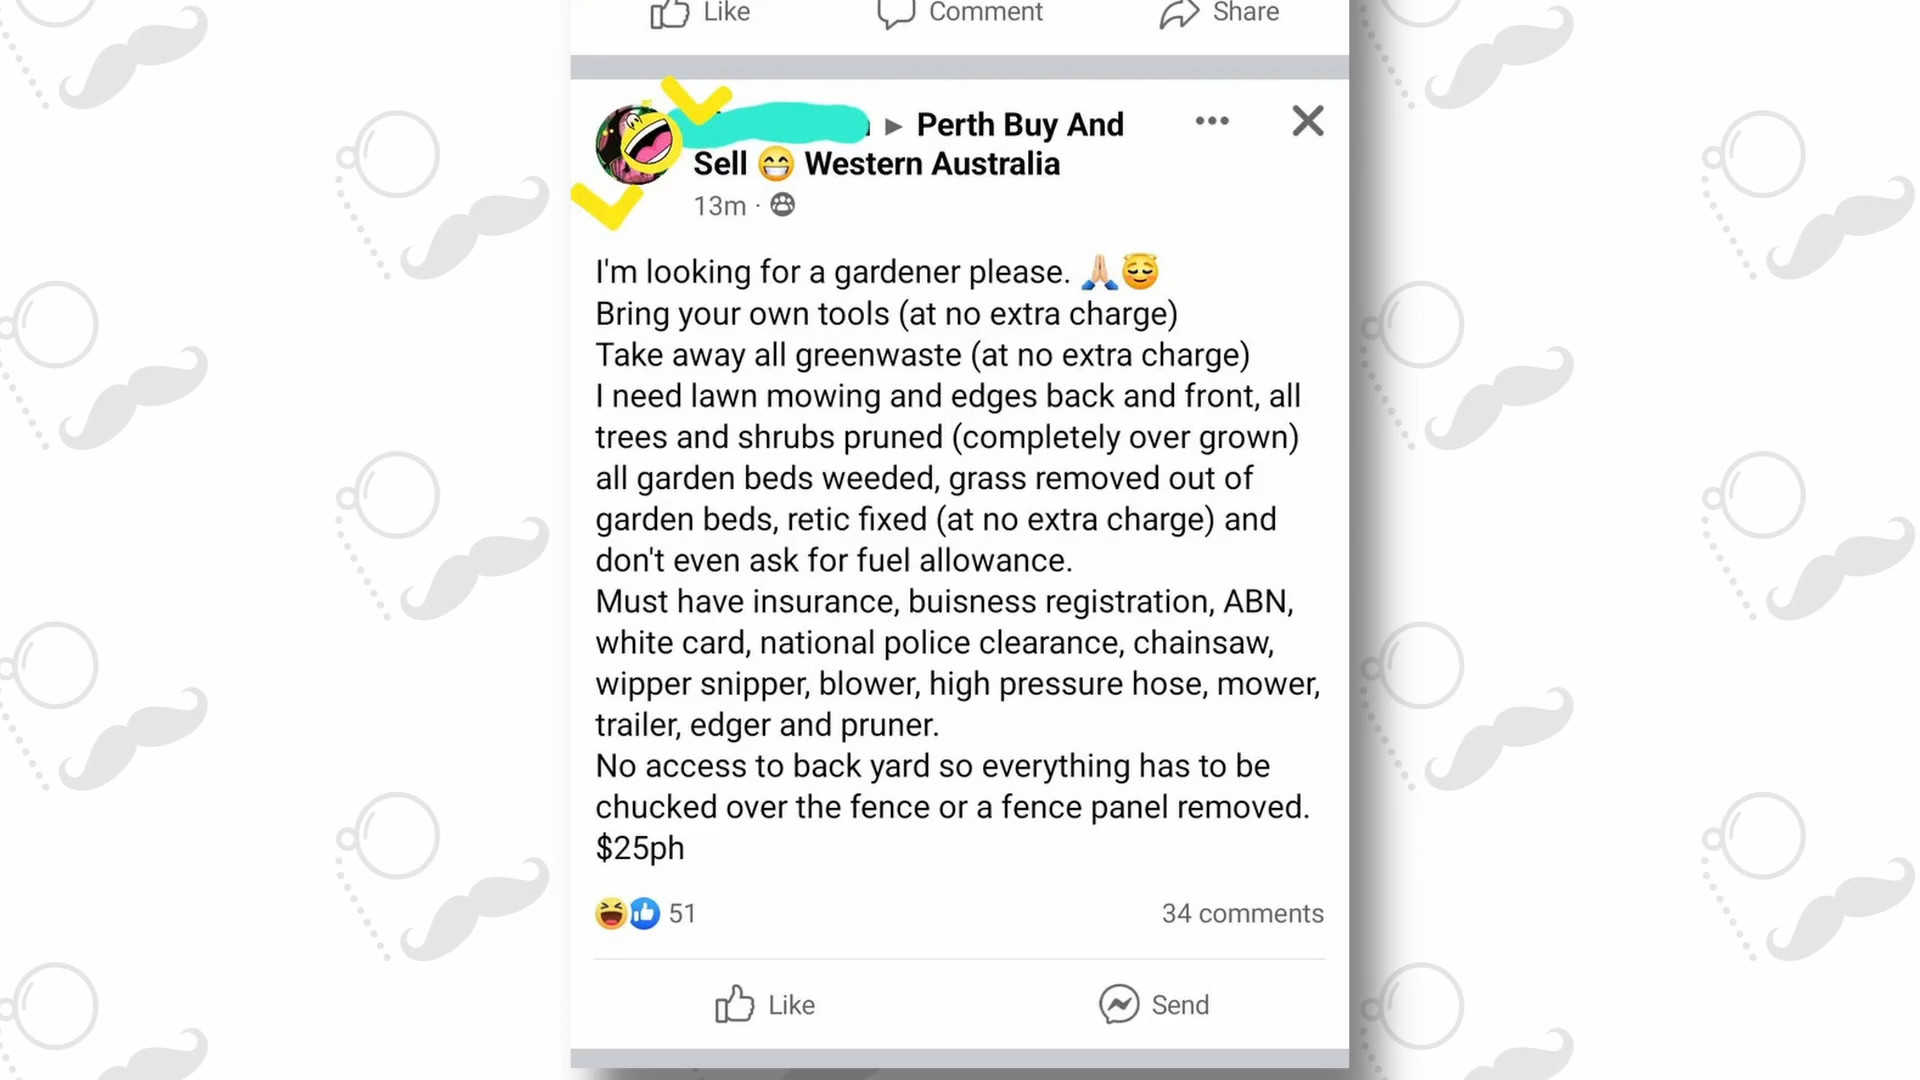 Like Comment Share
▸ Perth Buy And
Sell 😁 Western Australia
13m ·
I'm looking for a gardener please. 🙏🏼😇
Bring your own tools (at no extra charge)
Take away all greenwaste (at no extra charge)
I need lawn mowing and edges back and front, all
trees and shrubs pruned (completely over grown)
all garden beds weeded, grass removed out of
garden beds, retic fixed (at no extra charge) and
don't even ask for fuel allowance.
Must have insurance, buisness registration, ABN,
white card, national police clearance, chainsaw,
wipper snipper, blower, high pressure hose, mower,
trailer, edger and pruner.
No access to back yard so everything has to be
chucked over the fence or a fence panel removed.
$25ph
51 34 comments
Like Send